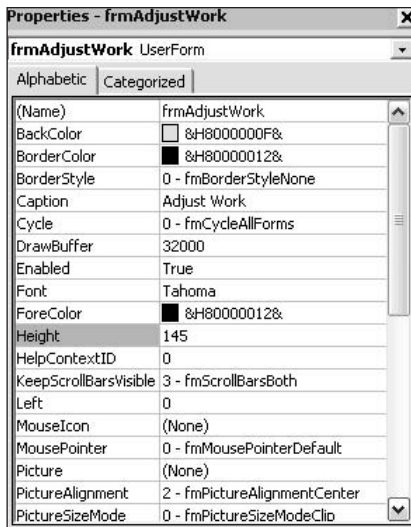 Properties - frmAdjustWork
frmAdjustWork UserForm
Alphabetic Categorized
(Name) frmAdjustWork
BackColor &H8000000F&
BorderColor &H80000012&
BorderStyle 0 - fmBorderStyleNone
Caption Adjust Work
Cycle 0 - fmCycleAllForms
DrawBuffer 32000
Enabled True
Font Tahoma
ForeColor &H80000012&
Height 145
HelpContextID 0
KeepScrollBarsVisible 3 - fmScrollBarsBoth
Left 0
MouseIcon (None)
MousePointer 0 - fmMousePointerDefault
Picture (None)
PictureAlignment 2 - fmPictureAlignmentCenter
PictureSizeMode 0 - fmPictureSizeModeClip